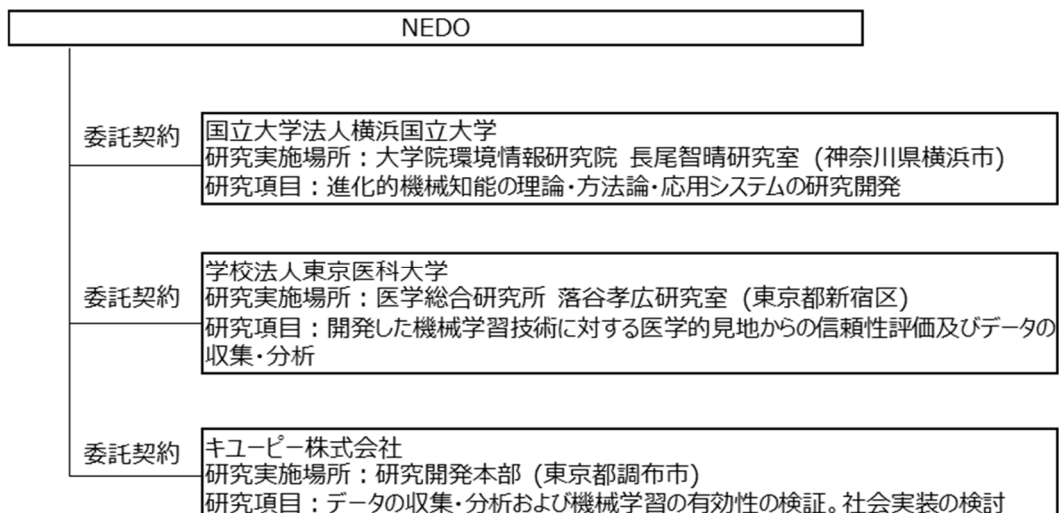 NEDO
委託契約
国立大学法人横浜国立大学
研究実施場所：大学院環境情報研究院 長尾智晴研究室 (神奈川県横浜市)
研究項目：進化的機械知能の理論・方法論・応用システムの研究開発
委託契約
学校法人東京医科大学
研究実施場所：医学総合研究所 落谷孝広研究室 (東京都新宿区)
研究項目：開発した機械学習技術に対する医学的見地からの信頼性評価及びデータの
収集・分析
委託契約
キユーピー株式会社
研究実施場所：研究開発本部 (東京都調布市)
研究項目：データの収集・分析および機械学習の有効性の検証。社会実装の検討